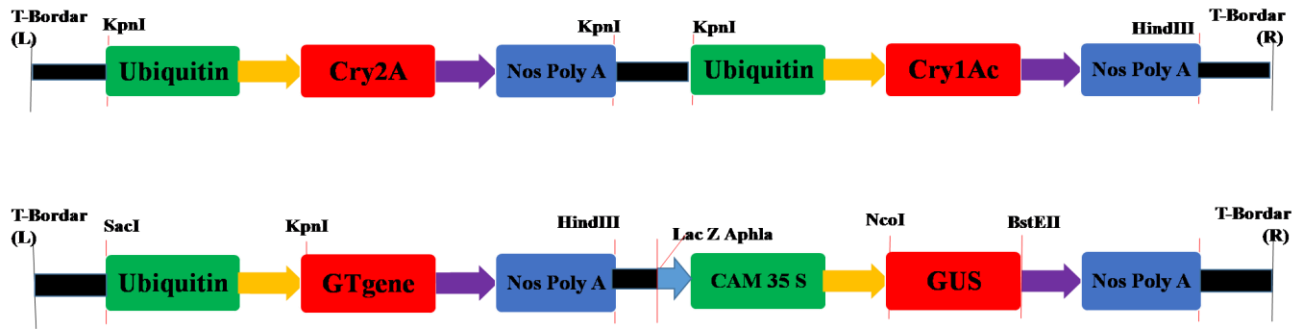 T-Bordar
(L)
KpnI
KpnI
KpnI
HindIII
T-Bordar
(R)
Ubiquitin
Cry2A
Nos Poly A
Ubiquitin
Cry1Ac
Nos Poly A
T-Bordar
(L)
SacI
KpnI
HindIII
Lac Z Aphla
NcoI
BstEII
T-Bordar
(R)
Ubiquitin
GTgene
Nos Poly A
CAM 35 S
GUS
Nos Poly A